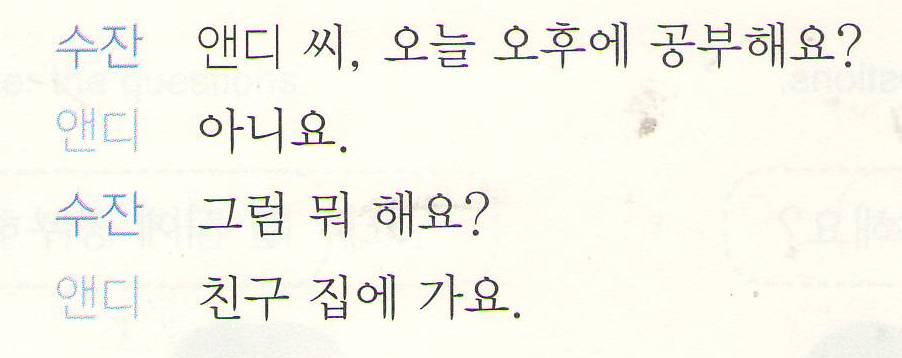 수잔 앤디 씨, 오늘 오후에 공부해요?
앤디 아니요.
수잔 그럼 뭐 해요?
앤디 친구 집에 가요.